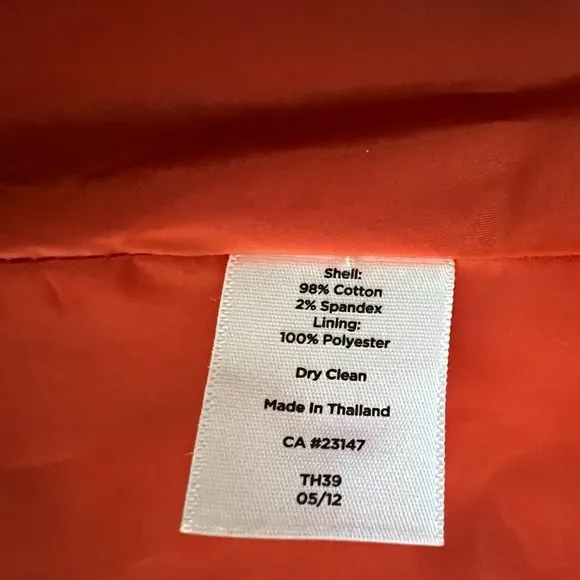 Shell:
98% Cotton
2% Spandex
Lining:
100% Polyester
Dry Clean
Made In Thailand
CA #23147
TH39
05/12